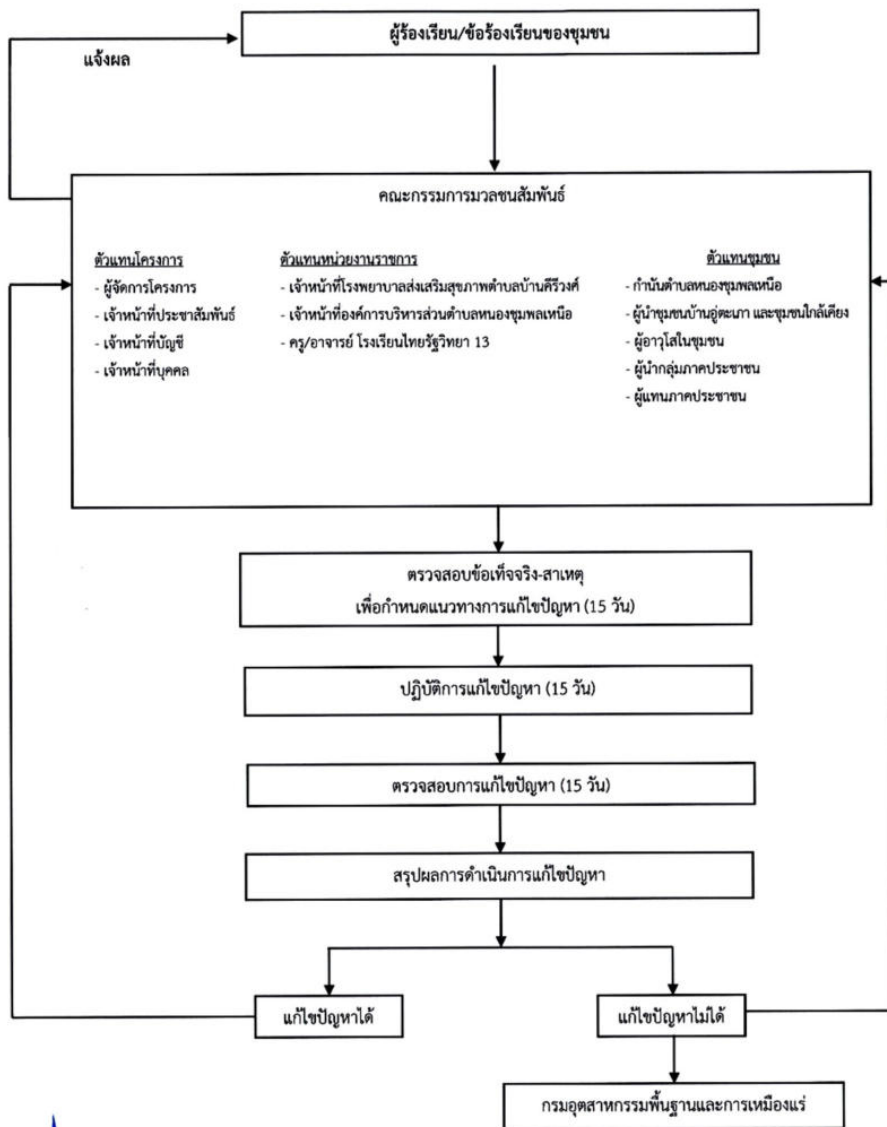 ผู้ร้องเรียน/ข้อร้องเรียนของชุมชน
แจ้งผล
คณะกรรมการมวลชนสัมพันธ์
ตัวแทนโครงการ
- ผู้จัดการโครงการ
- เจ้าหน้าที่ประชาสัมพันธ์
- เจ้าหน้าที่บัญชี
- เจ้าหน้าที่บุคคล
ตัวแทนหน่วยงานราชการ
- เจ้าหน้าที่โรงพยาบาลส่งเสริมสุขภาพตำบลบ้านคีรีวงศ์
- เจ้าหน้าที่องค์การบริหารส่วนตำบลหนองชุมพลเหนือ
- ครู/อาจารย์ โรงเรียนไทยรัฐวิทยา 13
ตัวแทนชุมชน
- กำนันตำบลหนองชุมพลเหนือ
- ผู้นำชุมชนบ้านอู่ตะเภา และชุมชนใกล้เคียง
- ผู้อาวุโสในชุมชน
- ผู้นำกลุ่มภาคประชาชน
- ผู้แทนภาคประชาชน
ตรวจสอบข้อเท็จจริง-สาเหตุ
เพื่อกำหนดแนวทางการแก้ไขปัญหา (15 วัน)
ปฏิบัติการแก้ไขปัญหา (15 วัน)
ตรวจสอบการแก้ไขปัญหา (15 วัน)
สรุปผลการดำเนินการแก้ไขปัญหา
แก้ไขปัญหาได้
แก้ไขปัญหาไม่ได้
กรมอุตสาหกรรมพื้นฐานและการเหมืองแร่